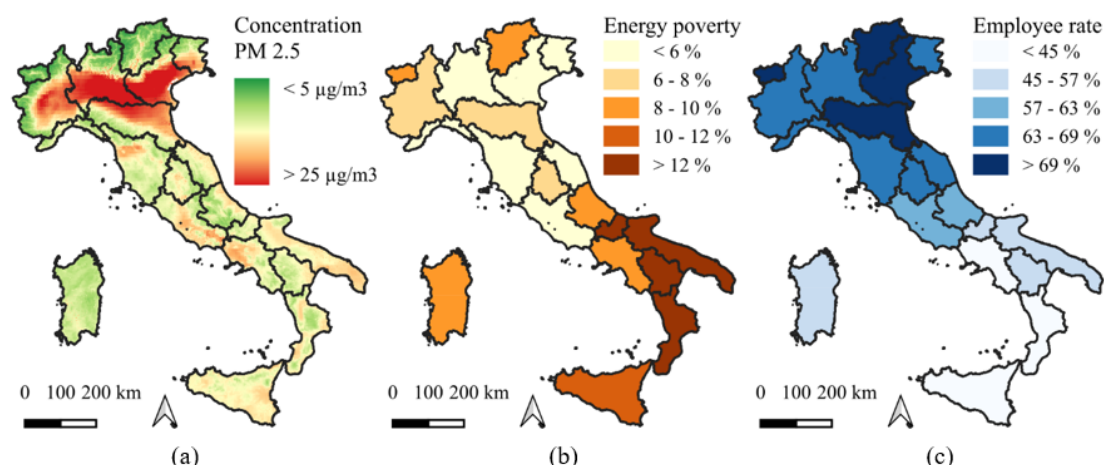 Concentration
PM 2.5
< 5 µg/m3
> 25 µg/m3
0 100 200 km
(a)
Energy poverty
< 6 %
6 - 8 %
8 - 10 %
10 - 12 %
> 12 %
0 100 200 km
(b)
Employee rate
< 45 %
45 - 57 %
57 - 63 %
63 - 69 %
> 69 %
0 100 200 km
(c)